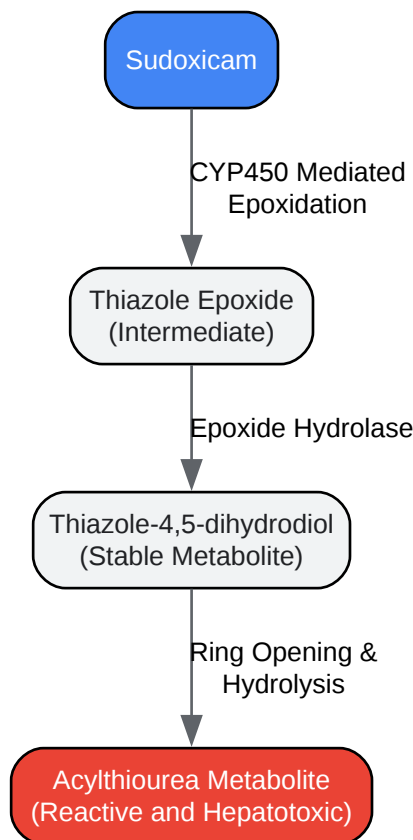 Sudoxicam
CYP450 Mediated
Epoxidation
Thiazole Epoxide
(Intermediate)
Epoxide Hydrolase
Thiazole-4,5-dihydrodiol
(Stable Metabolite)
Ring Opening &
Hydrolysis
Acylthiourea Metabolite
(Reactive and Hepatotoxic)